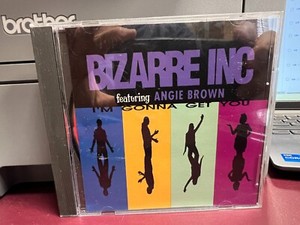 brother
BIZARRE INC
featuring ANGIE BROWN
I'M GONNA GET YOU